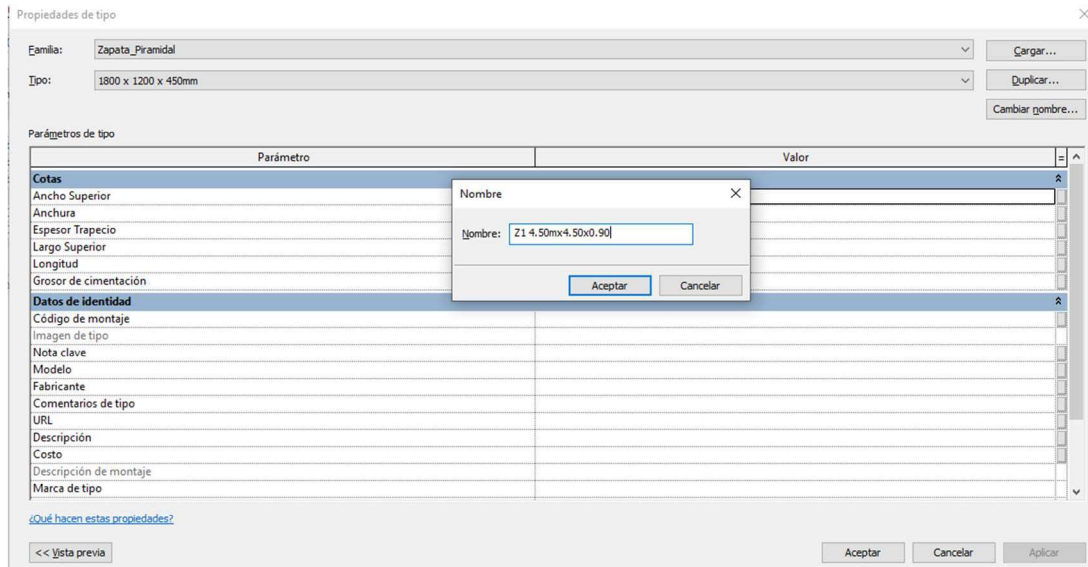 Propiedades de tipo
Familia: Zapata_Piramidal Cargar...
Tipo: 1800 x 1200 x 450mm Duplicar...
Cambiar nombre...
Parámetros de tipo
Parámetro Valor =
Cotas
Ancho Superior
Anchura
Espesor Trapecio
Largo Superior
Longitud
Grosor de cimentación
Nombre
Nombre: Z1 4.50mx4.50x0.90
Aceptar Cancelar
Datos de identidad
Código de montaje
Imagen de tipo
Nota clave
Modelo
Fabricante
Comentarios de tipo
URL
Descripción
Costo
Descripción de montaje
Marca de tipo
¿Qué hacen estas propiedades?
<< Vista previa Aceptar Cancelar Aplicar